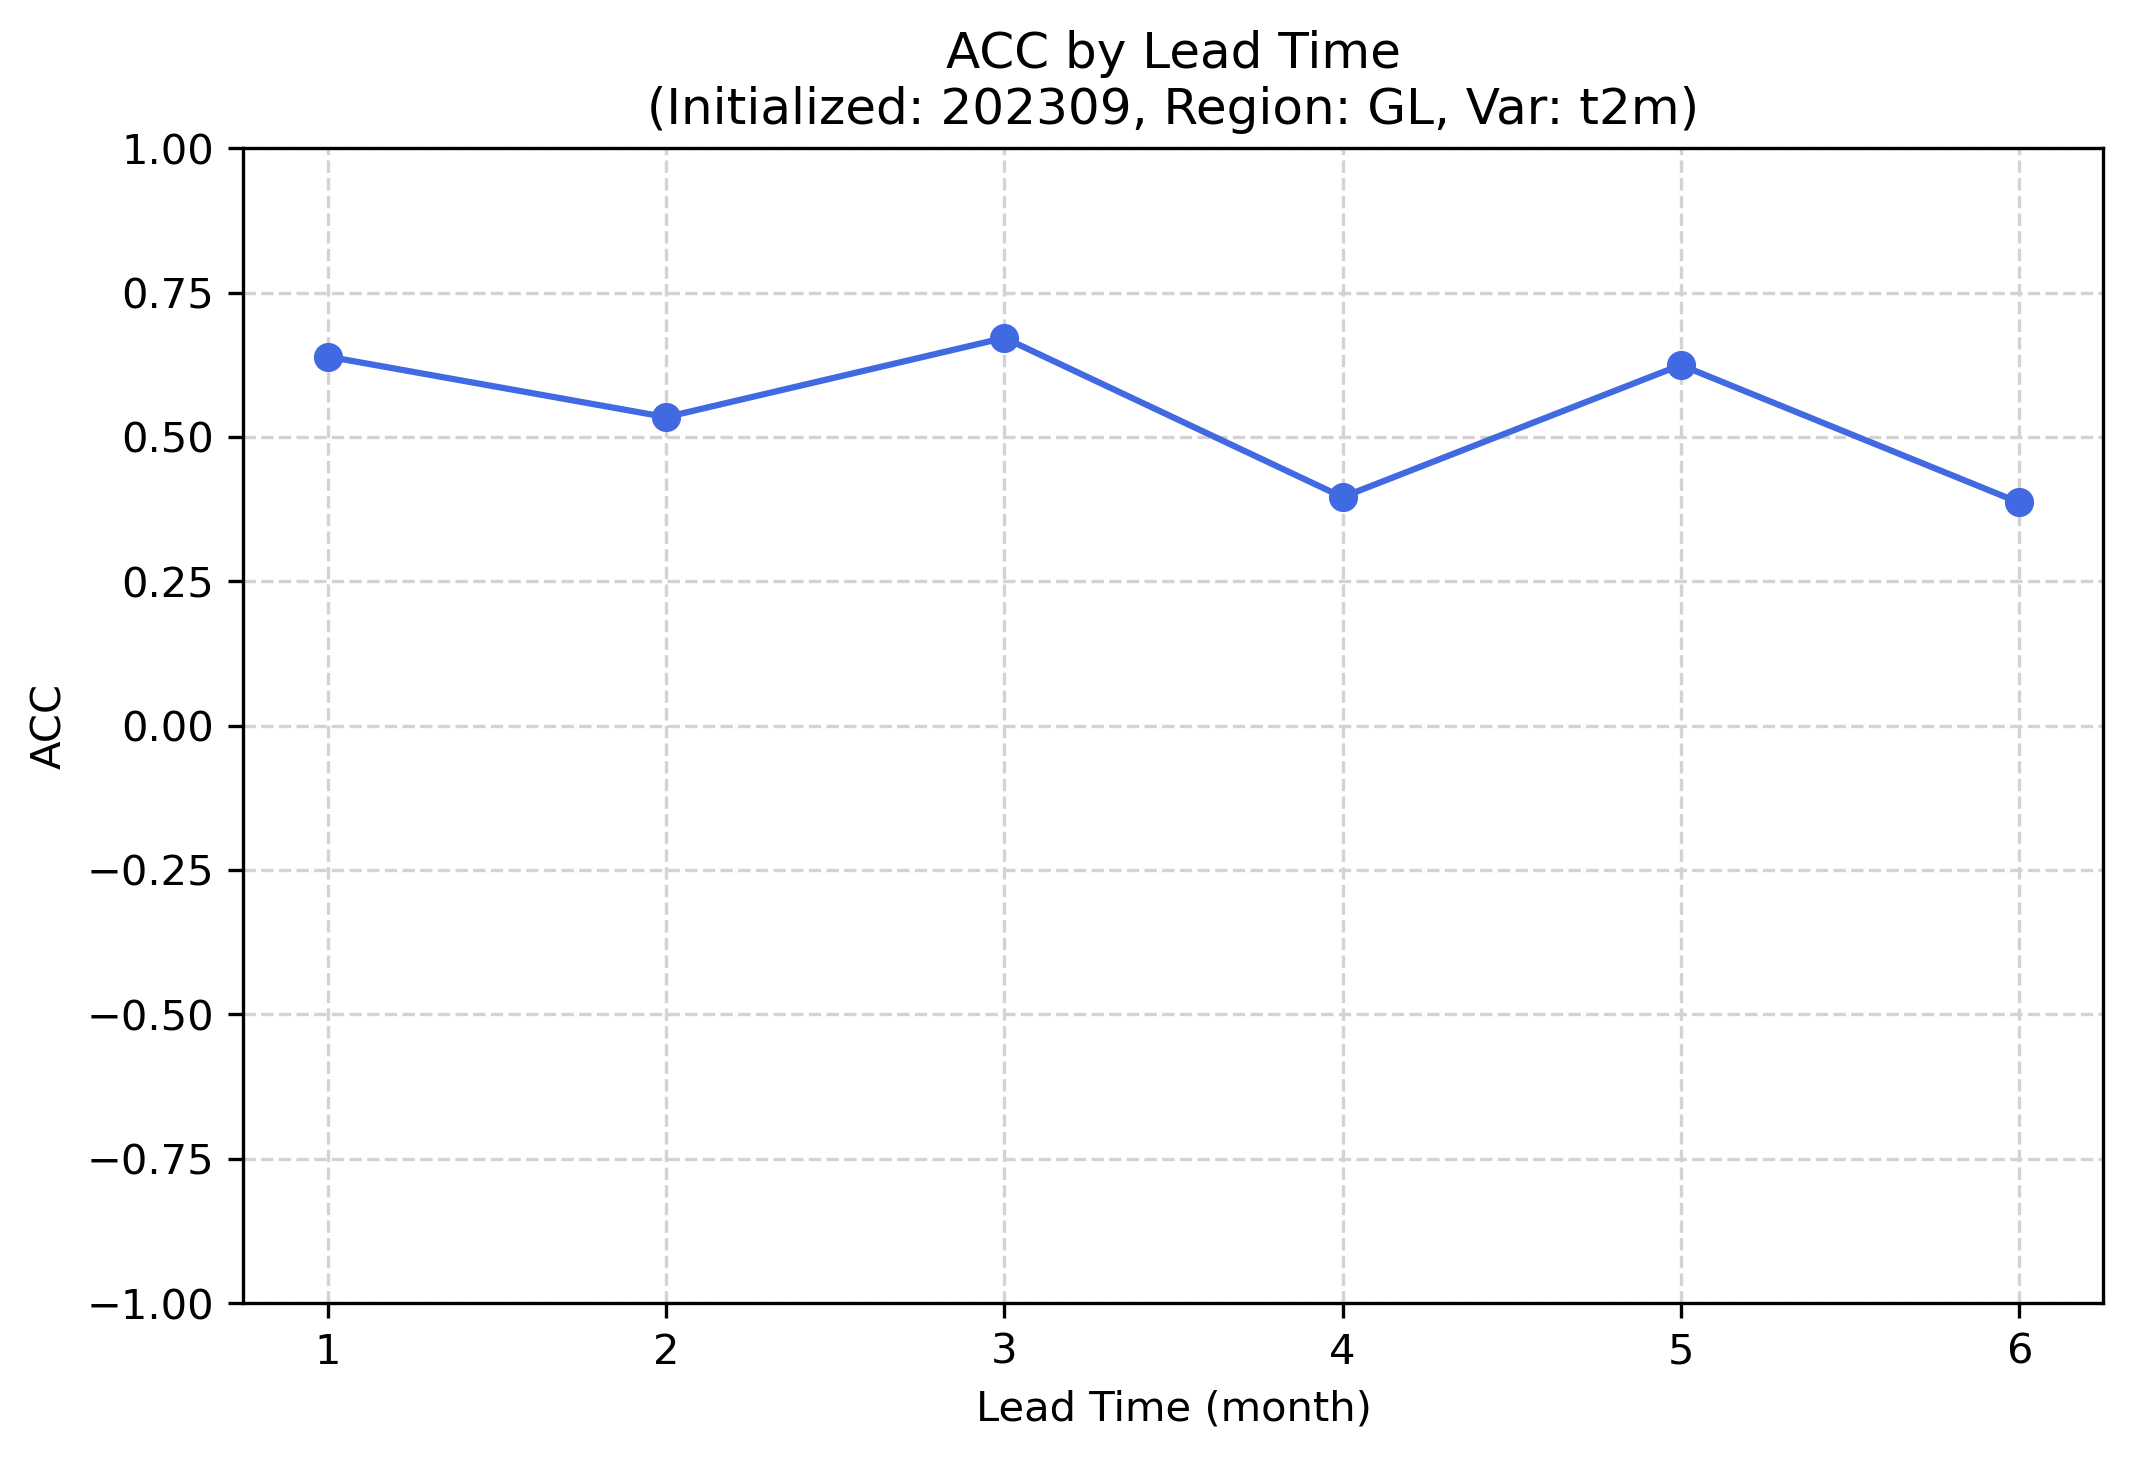 ACC by Lead Time
(Initialized: 202309, Region: GL, Var: t2m)
1.00
0.75
0.50
0.25
0.00
−0.25
−0.50
−0.75
−1.00
ACC
1 2 3 4 5 6
Lead Time (month)